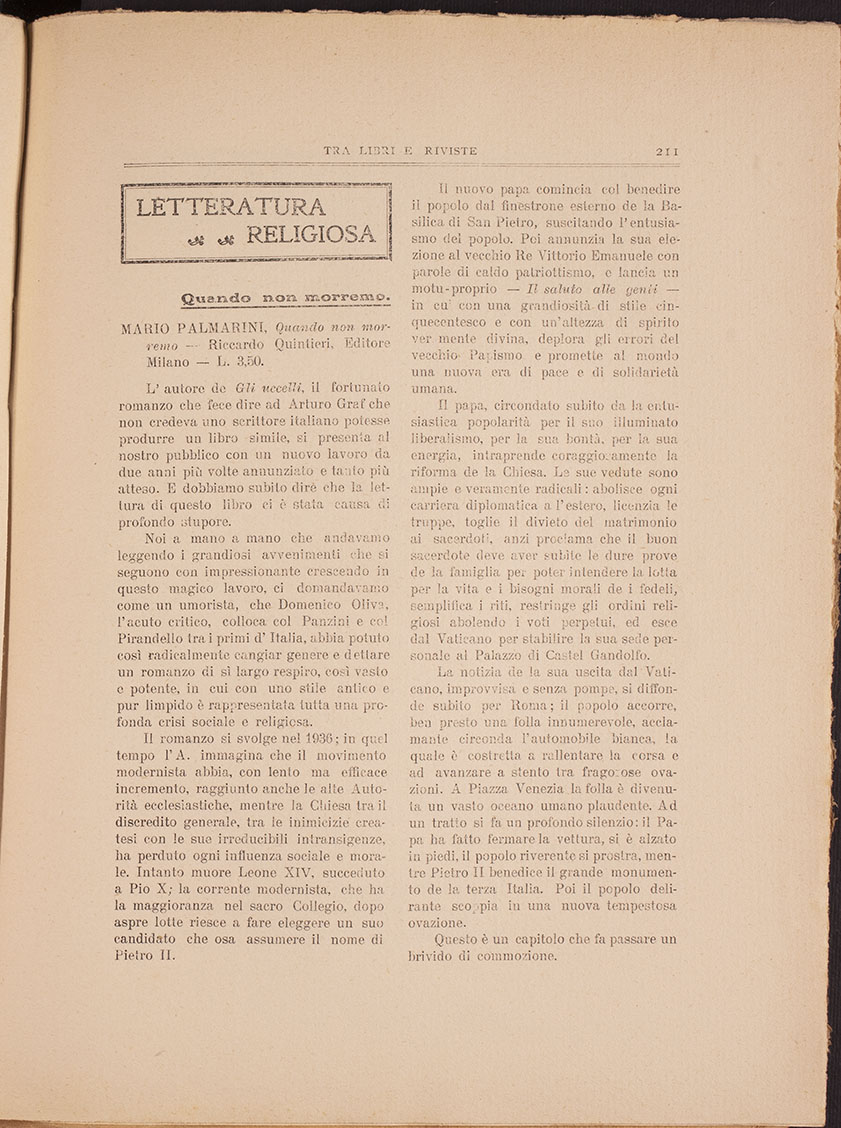 TRA LIBRI E RIVISTE 211
LETTERATURA
RELIGIOSA
Quando non morremo.
MARIO PALMARINI, Quando non mor-
remo — Riccardo Quintieri, Editore
Milano — L. 3,50.
L' autore de Gli uccelli, il fortunato
romanzo che fece dire ad Arturo Graf che
non credeva uno scrittore italiano potesse
produrre un libro simile, si presenta al
nostro pubblico con un nuovo lavoro da
due anni più volte annunziato e tanto più
atteso. E dobbiamo subito dire che la let-
tura di questo libro ci è stata causa di
profondo stupore.
Noi a mano a mano che andavamo
leggendo i grandiosi avvenimenti che si
seguono con impressionante crescendo in
questo magico lavoro, ci domandavamo
come un umorista, che Domenico Oliva,
l'acuto critico, colloca col Panzini e col
Pirandello tra i primi d' Italia, abbia potuto
così radicalmente cangiar genere e dettare
un romanzo di sì largo respiro, così vasto
e potente, in cui con uno stile antico e
pur limpido è rappresentata tutta una pro-
fonda crisi sociale e religiosa.
Il romanzo si svolge nel 1936; in quel
tempo l' A. immagina che il movimento
modernista abbia, con lento ma efficace
incremento, raggiunto anche le alte Auto-
rità ecclesiastiche, mentre la Chiesa tra il
discredito generale, tra le inimicizie crea-
tesi con le sue irreducibili intransigenze,
ha perduto ogni influenza sociale e mora-
le. Intanto muore Leone XIV, succeduto
a Pio X; la corrente modernista, che ha
la maggioranza nel sacro Collegio, dopo
aspre lotte riesce a fare eleggere un suo
candidato che osa assumere il nome di
Pietro II.
Il nuovo papa comincia col benedire
il popolo dal finestrone esterno de la Ba-
silica di San Pietro, suscitando l' entusia-
smo del popolo. Poi annunzia la sua ele-
zione al vecchio Re Vittorio Emanuele con
parole di caldo patriottismo, e lancia un
motu-proprio — Il saluto alle genti —
in cu' con una grandiosità di stile cin-
quecentesco e con un'altezza di spirito
ver mente divina, deplora gli errori del
vecchio Papismo e promette al mondo
una nuova era di pace e di solidarietà
umana.
Il papa, circondato subito da la entu-
siastica popolarità per il suo illuminato
liberalismo, per la sua bontà, per la sua
energia, intraprende coraggiosamente la
riforma de la Chiesa. Le sue vedute sono
ampie e veramente radicali : abolisce ogni
carriera diplomatica a l'estero, licenzia le
truppe, toglie il divieto del matrimonio
ai sacerdoti, anzi proclama che il buon
sacerdote deve aver subite le dure prove
de la famiglia per poter intendere la lotta
per la vita e i bisogni morali de i fedeli,
semplifica i riti, restringe gli ordini reli-
giosi abolendo i voti perpetui, ed esce
dal Vaticano per stabilire la sua sede per-
sonale al Palazzo di Castel Gandolfo.
La notizia de la sua uscita dal Vati-
cano, improvvisa e senza pompe, si diffon-
de subito per Roma ; il popolo accorre,
ben presto una folla innumerevole, accla-
mante circonda l'automobile bianca, la
quale è costretta a rallentare la corsa e
ad avanzare a stento tra fragorose ova-
zioni. A Piazza Venezia la folla è divenu-
ta un vasto oceano umano plaudente. Ad
un tratto si fa un profondo silenzio: il Pa-
pa ha fatto fermare la vettura, si è alzato
in piedi, il popolo riverente si prostra, men-
tre Pietro II benedice il grande monumen-
to de la terza Italia. Poi il popolo deli-
rante scoppia in una nuova tempestosa
ovazione.
Questo è un capitolo che fa passare un
brivido di commozione.